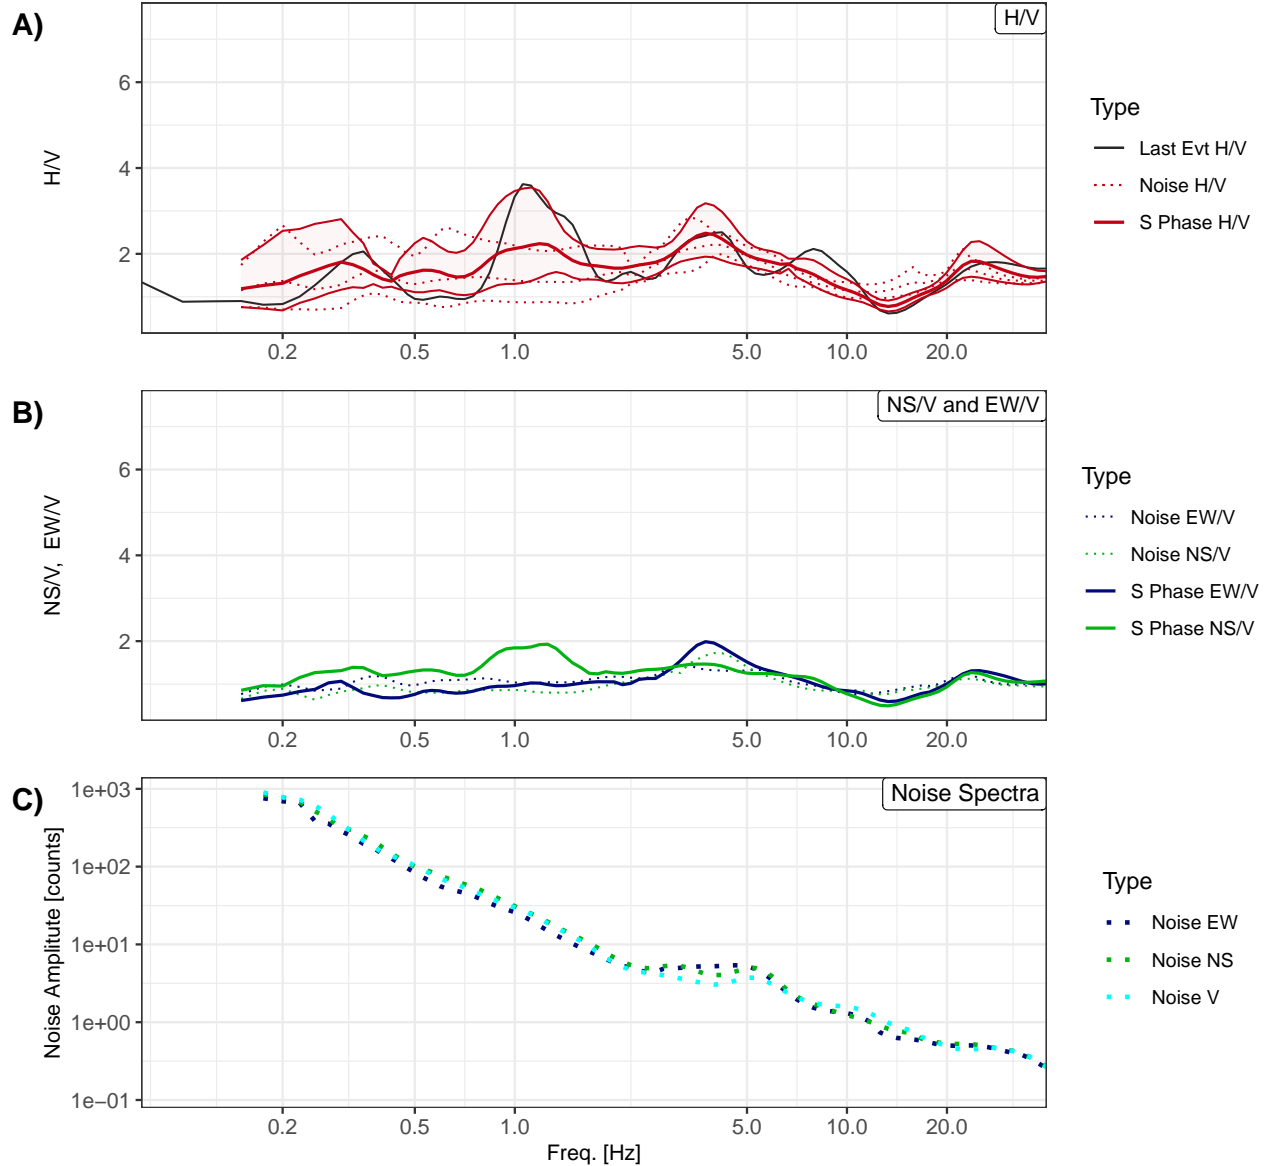 A)
H/V
H/V
6
4
2
0.2 0.5 1.0 5.0 10.0 20.0
Type
Last Evt H/V
Noise H/V
S Phase H/V
B)
NS/V and EW/V
NS/V, EW/V
6
4
2
0.2 0.5 1.0 5.0 10.0 20.0
Type
Noise EW/V
Noise NS/V
S Phase EW/V
S Phase NS/V
C)
Noise Spectra
Noise Amplitute [counts]
1e+03
1e+02
1e+01
1e+00
1e−01
0.2 0.5 1.0 5.0 10.0 20.0
Freq. [Hz]
Type
Noise EW
Noise NS
Noise V